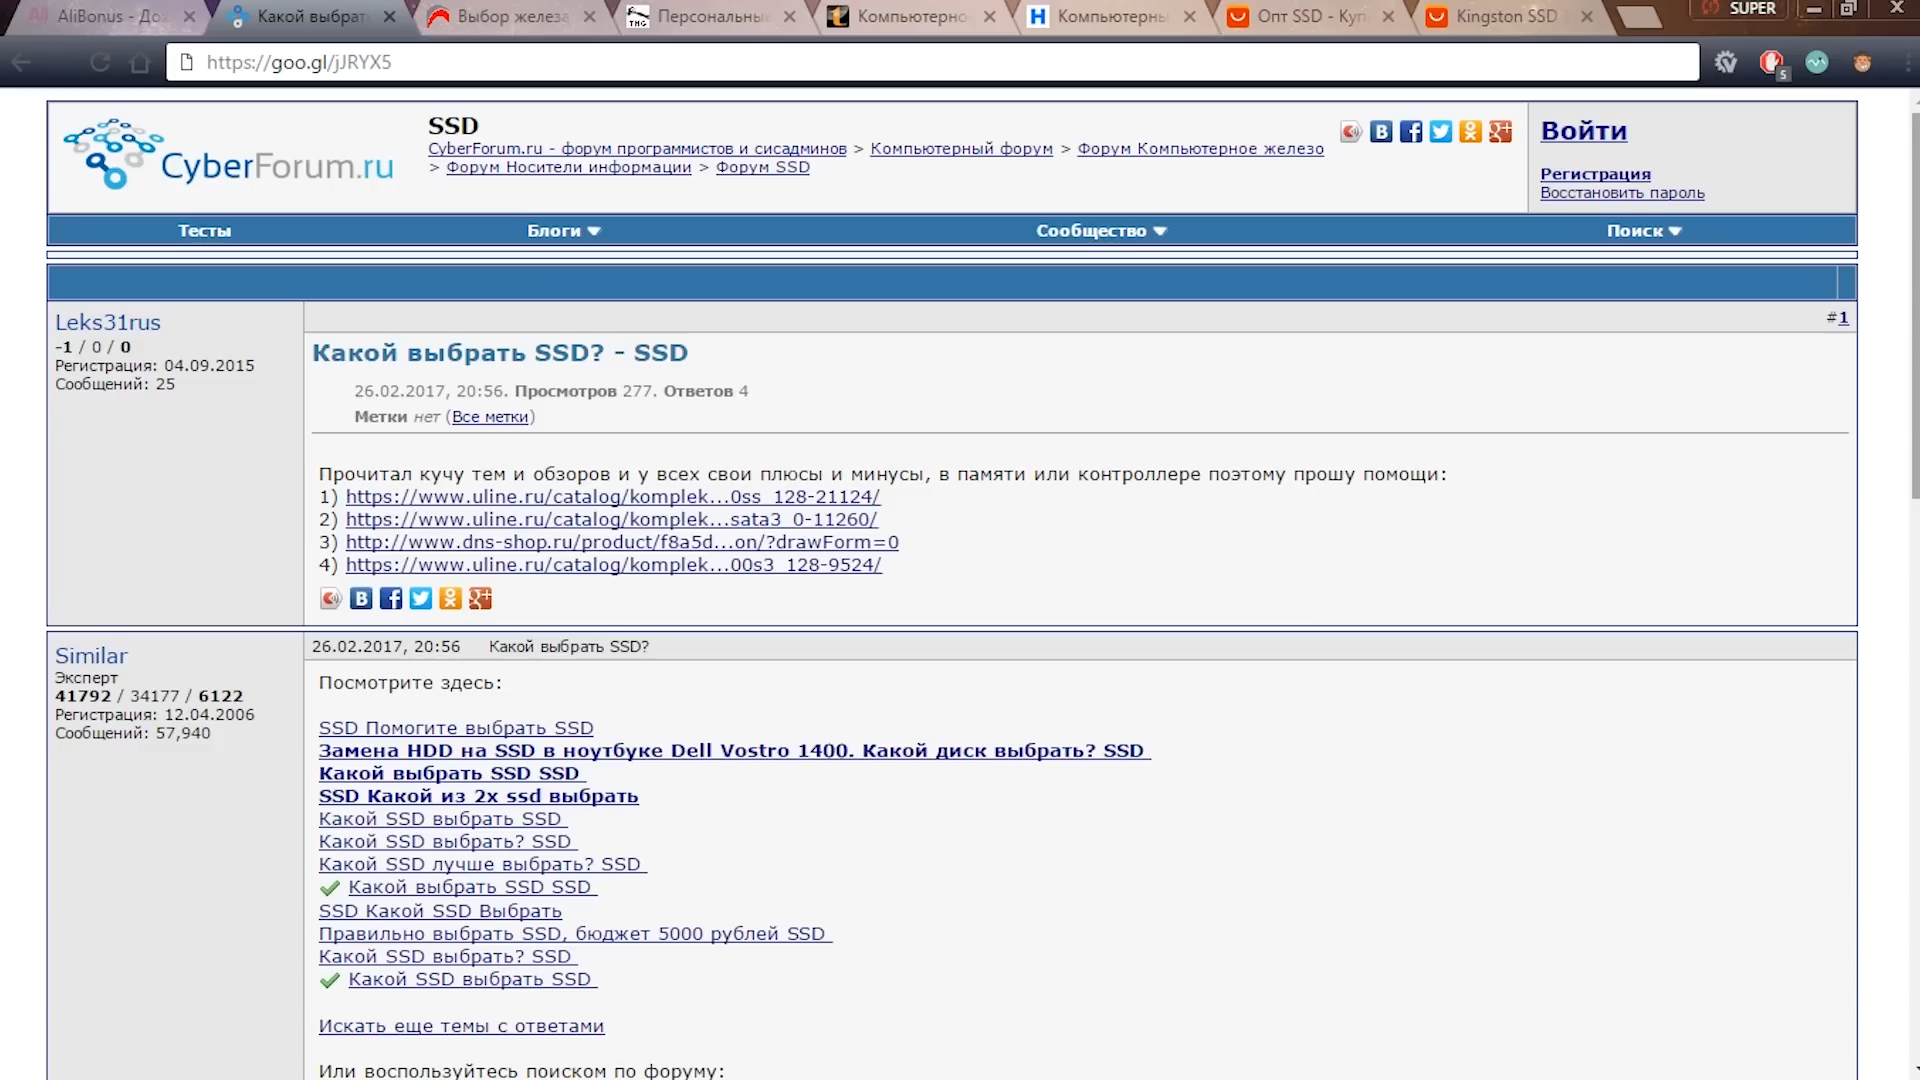 AliBonus - До
Какой выбрат
Выбор железа
Персональные
Компьютерно
Компьютерны
Опт SSD - Куп
Kingston SSD
SUPER
https://goo.gl/jJRYX5
5
CyberForum.ru
SSD
CyberForum.ru - форум программистов и сисадминов > Компьютерный форум > Форум Компьютерное железо
> Форум Носители информации > Форум SSD
Войти
Регистрация
Восстановить пароль
Тесты
Блоги
Сообщество
Поиск
Leks31rus
-1 / 0 / 0
Регистрация: 04.09.2015
Сообщений: 25
#1
Какой выбрать SSD? - SSD
26.02.2017, 20:56. Просмотров 277. Ответов 4
Метки нет (Все метки)
Прочитал кучу тем и обзоров и у всех свои плюсы и минусы, в памяти или контроллере поэтому прошу помощи:
1) https://www.uline.ru/catalog/komplek...0ss_128-21124/
2) https://www.uline.ru/catalog/komplek...sata3_0-11260/
3) http://www.dns-shop.ru/product/f8a5d...on/?drawForm=0
4) https://www.uline.ru/catalog/komplek...00s3_128-9524/
Similar
Эксперт
41792 / 34177 / 6122
Регистрация: 12.04.2006
Сообщений: 57,940
26.02.2017, 20:56 Какой выбрать SSD?
Посмотрите здесь:
SSD Помогите выбрать SSD
Замена HDD на SSD в ноутбуке Dell Vostro 1400. Какой диск выбрать? SSD
Какой выбрать SSD SSD
SSD Какой из 2х ssd выбрать
Какой SSD выбрать SSD
Какой SSD выбрать? SSD
Какой SSD лучше выбрать? SSD
Какой выбрать SSD SSD
SSD Какой SSD Выбрать
Правильно выбрать SSD, бюджет 5000 рублей SSD
Какой SSD выбрать? SSD
Какой SSD выбрать SSD
Искать еще темы с ответами
Или воспользуйтесь поиском по форуму: